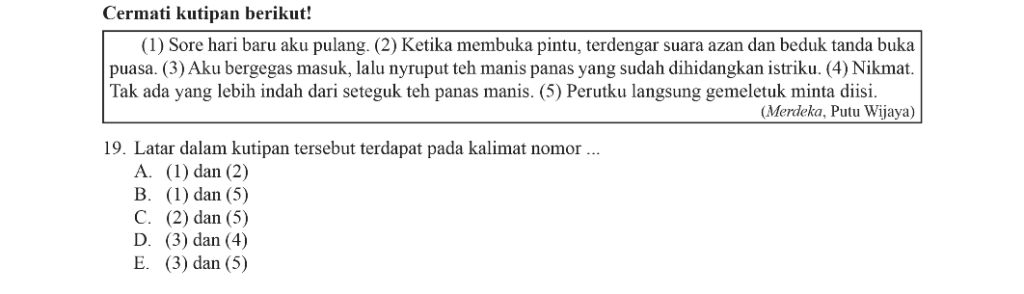 Cermati kutipan berikut!
(1) Sore hari baru aku pulang. (2) Ketika membuka pintu, terdengar suara azan dan beduk tanda buka
puasa. (3) Aku bergegas masuk, lalu nyruput teh manis panas yang sudah dihidangkan istriku. (4) Nikmat.
Tak ada yang lebih indah dari seteguk teh panas manis. (5) Perutku langsung gemeletuk minta diisi.
(Merdeka, Putu Wijaya)
19. Latar dalam kutipan tersebut terdapat pada kalimat nomor ...
A. (1) dan (2)
B. (1) dan (5)
C. (2) dan (5)
D. (3) dan (4)
E. (3) dan (5)